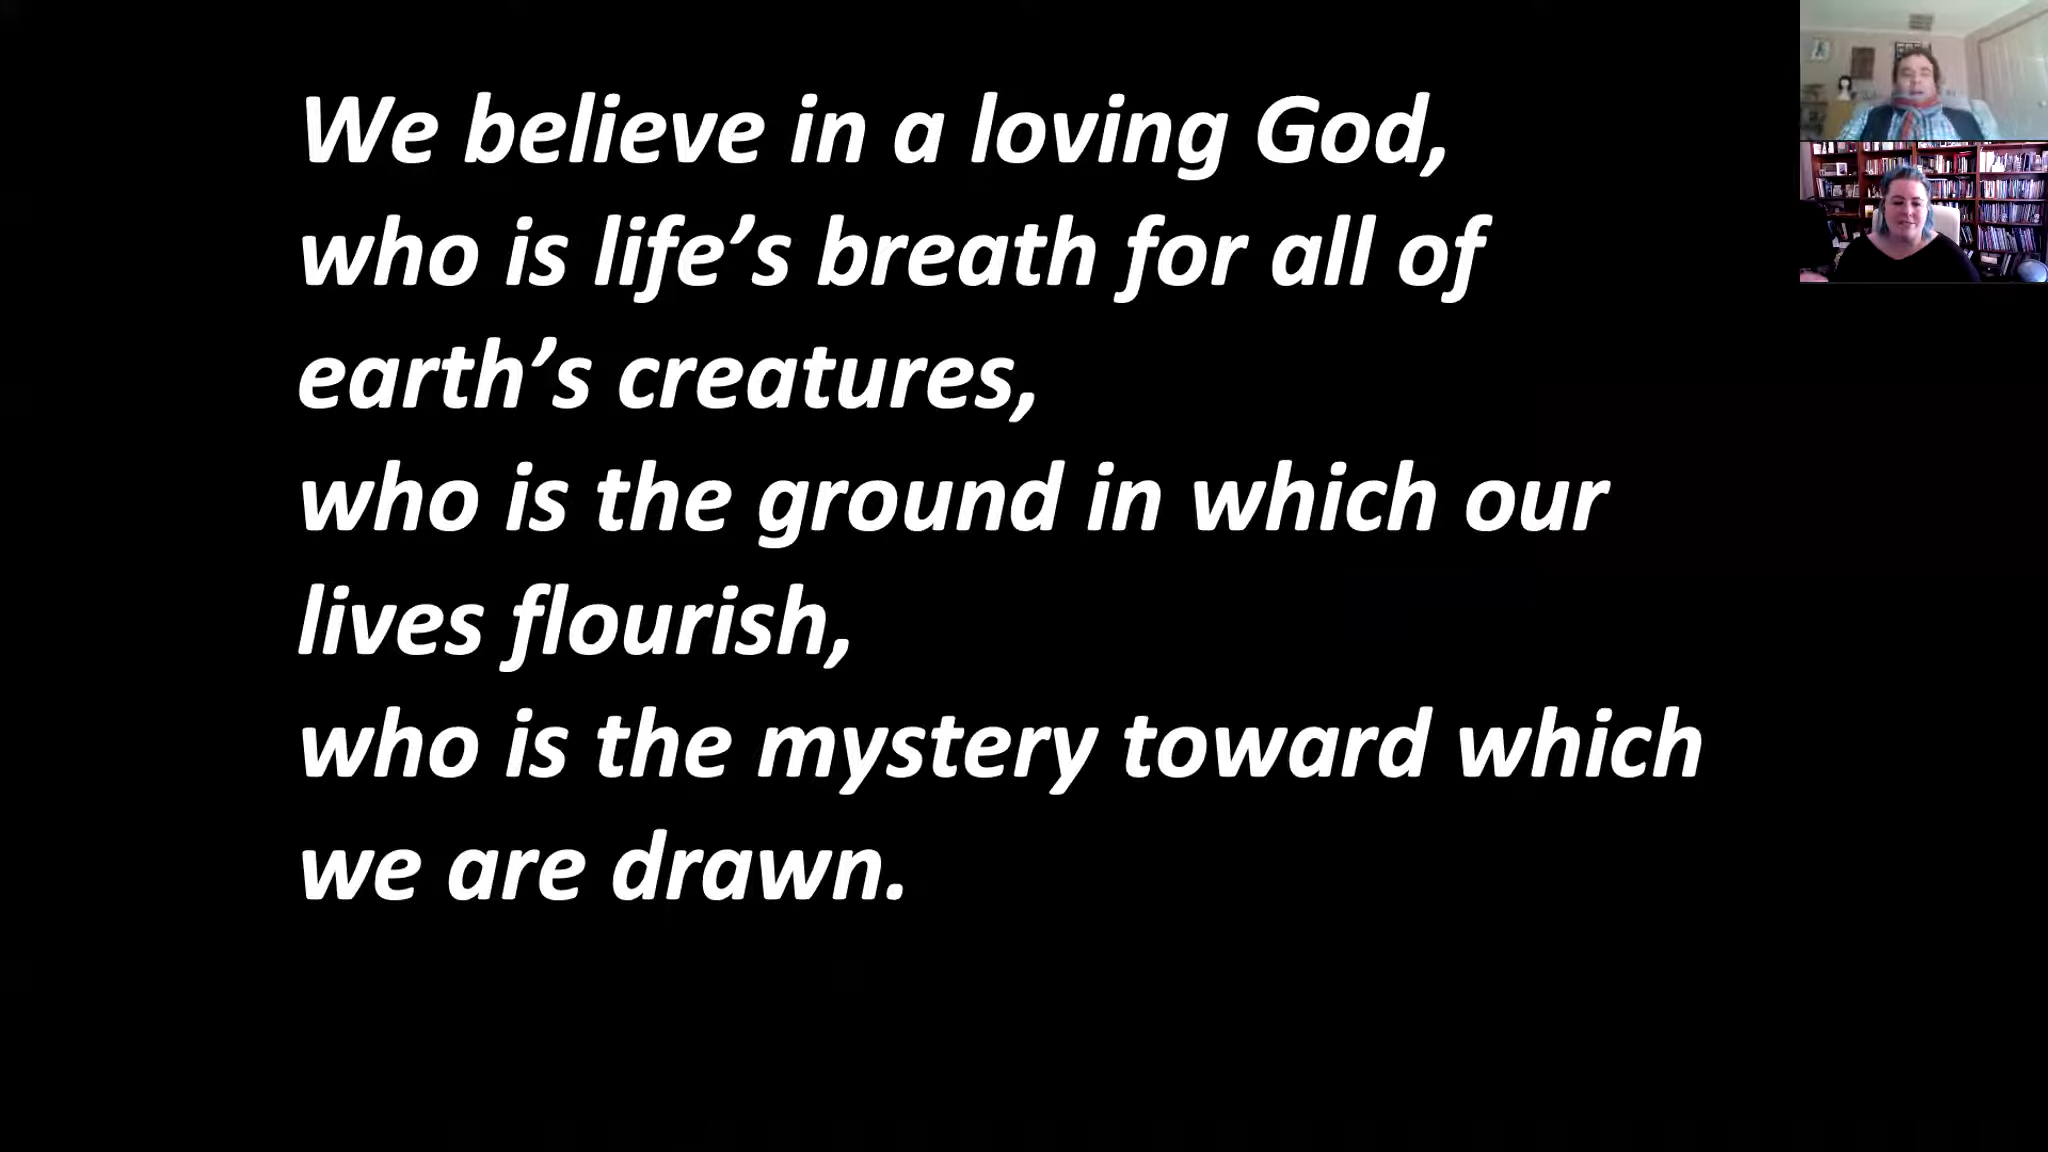 We believe in a loving God,
who is life’s breath for all of
earth’s creatures,
who is the ground in which our
lives flourish,
who is the mystery toward which
we are drawn.